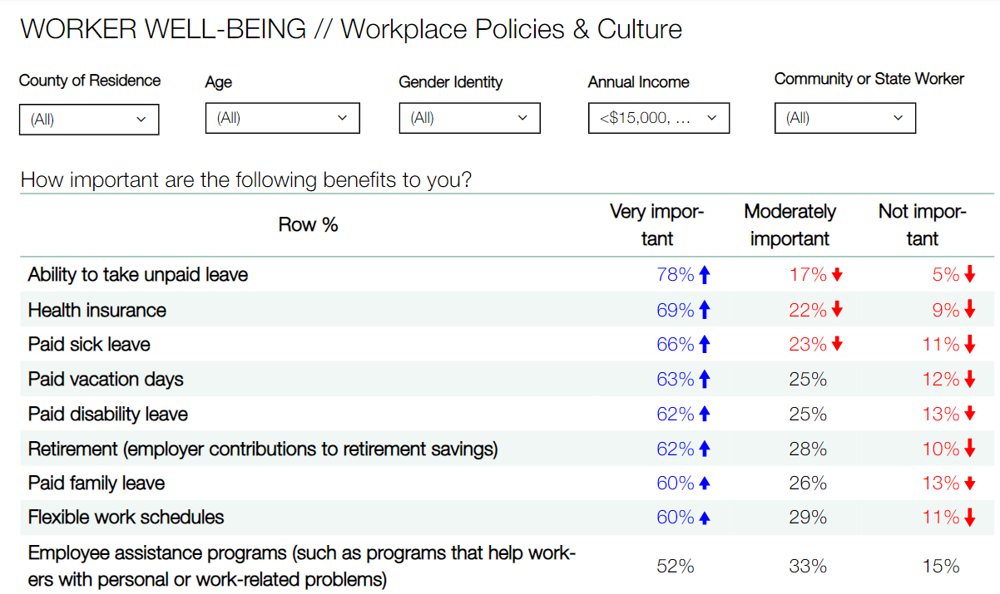 WORKER WELL-BEING // Workplace Policies & Culture
County of Residence Age Gender Identity Annual Income Community or State Worker
(All) (All) (All) <$15,000, ... (All)
How important are the following benefits to you?
Row % Very impor- Moderately Not impor-
tant important tant
Ability to take unpaid leave 78% 17% 5%
Health insurance 69% 22% 9%
Paid sick leave 66% 23% 11%
Paid vacation days 63% 25% 12%
Paid disability leave 62% 25% 13%
Retirement (employer contributions to retirement savings) 62% 28% 10%
Paid family leave 60% 26% 13%
Flexible work schedules 60% 29% 11%
Employee assistance programs (such as programs that help work-
ers with personal or work-related problems) 52% 33% 15%